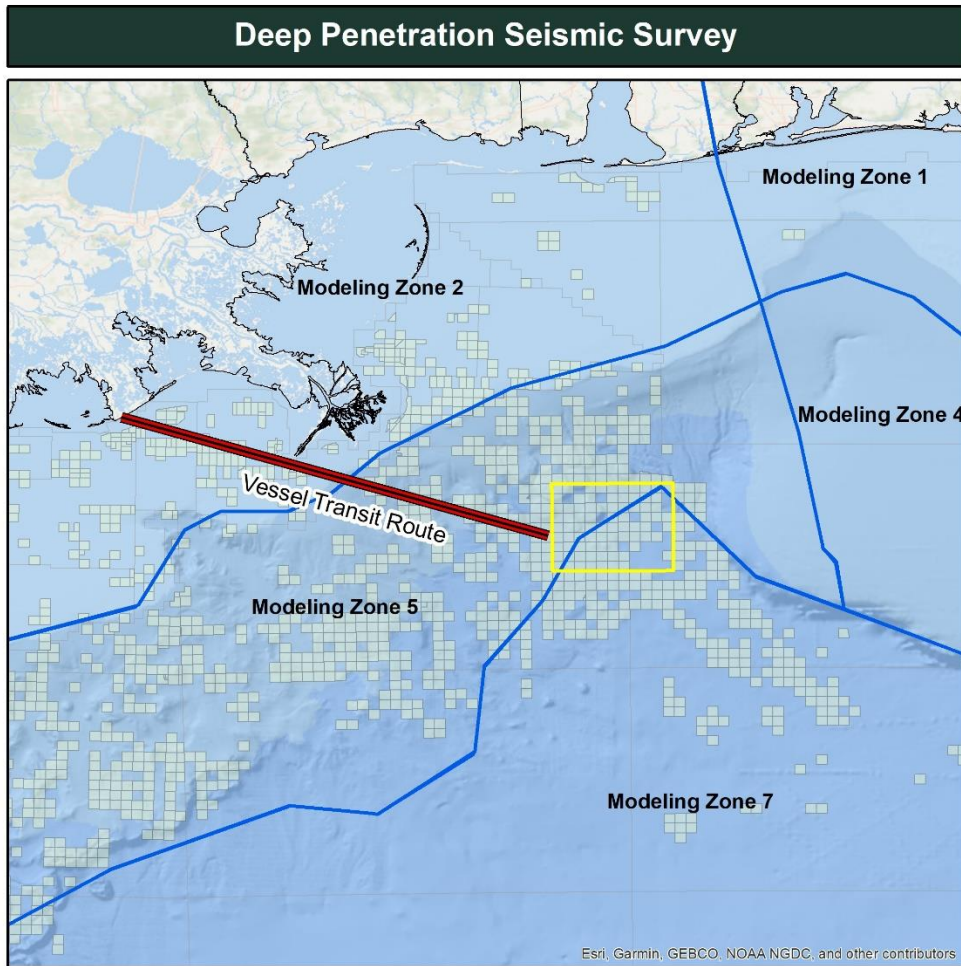 Deep Penetration Seismic Survey
Modeling Zone 1
Modeling Zone 2
Modeling Zone 4
Vessel Transit Route
Modeling Zone 5
Modeling Zone 7
Esri, Garmin, GEBCO, NOAA NGDC, and other contributors